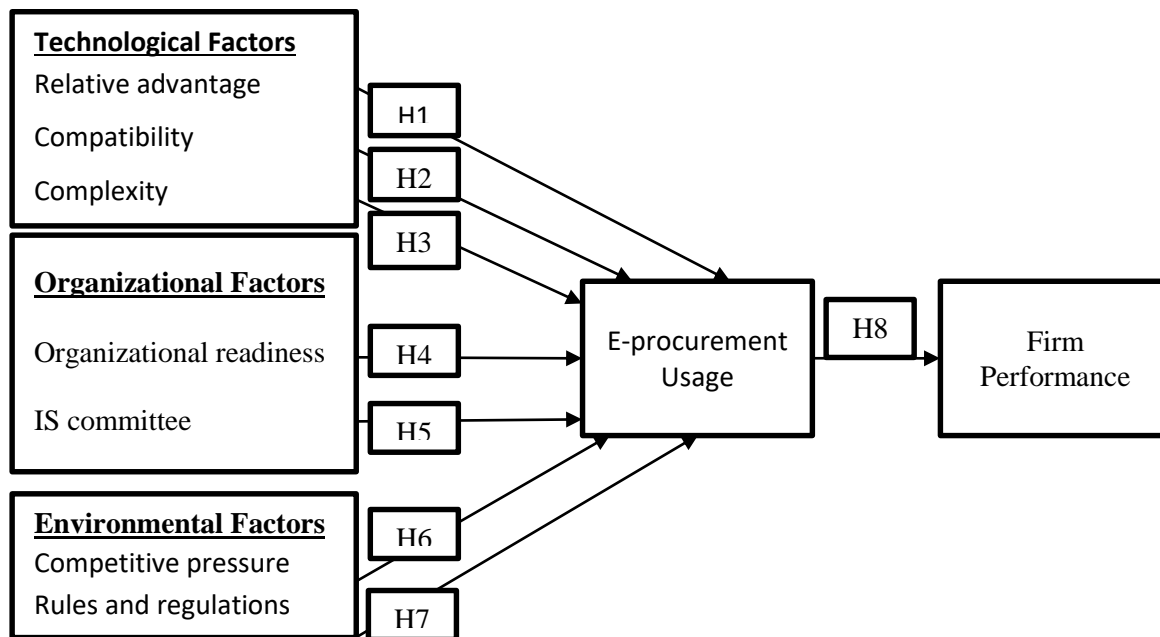 Technological Factors
Relative advantage
Compatibility
Complexity
H1
H2
H3
Organizational Factors
Organizational readiness
IS committee
H4
H5
Environmental Factors
Competitive pressure
Rules and regulations
H6
H7
E-procurement
Usage
H8
Firm
Performance